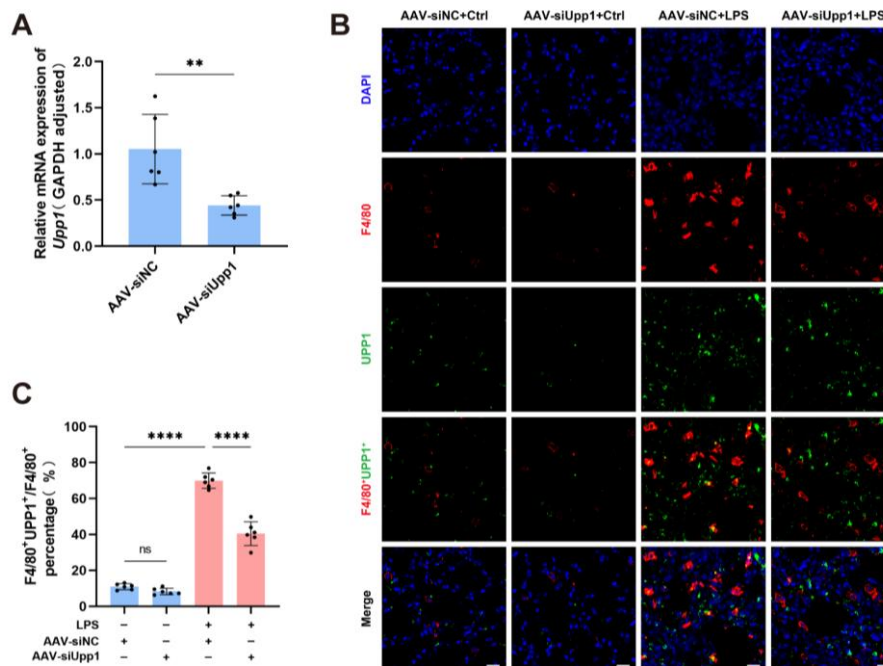 A
Relative mRNA expression of
Upp1( GAPDH adjusted)
2.0
1.5
1.0
0.5
0.0
**
AAV-siNC
AAV-siUpp1
B
AAV-siNC+Ctrl
AAV-siUpp1+Ctrl
AAV-siNC+LPS
AAV-siUpp1+LPS
DAPI
F4/80
UPP1
F4/80⁺UPP1⁺
Merge
C
F4/80⁺UPP1⁺/F4/80⁺
percentage( %)
100
80
60
40
20
0
ns
****
****
LPS − − + +
AAV-siNC + − + −
AAV-siUpp1 − + − +